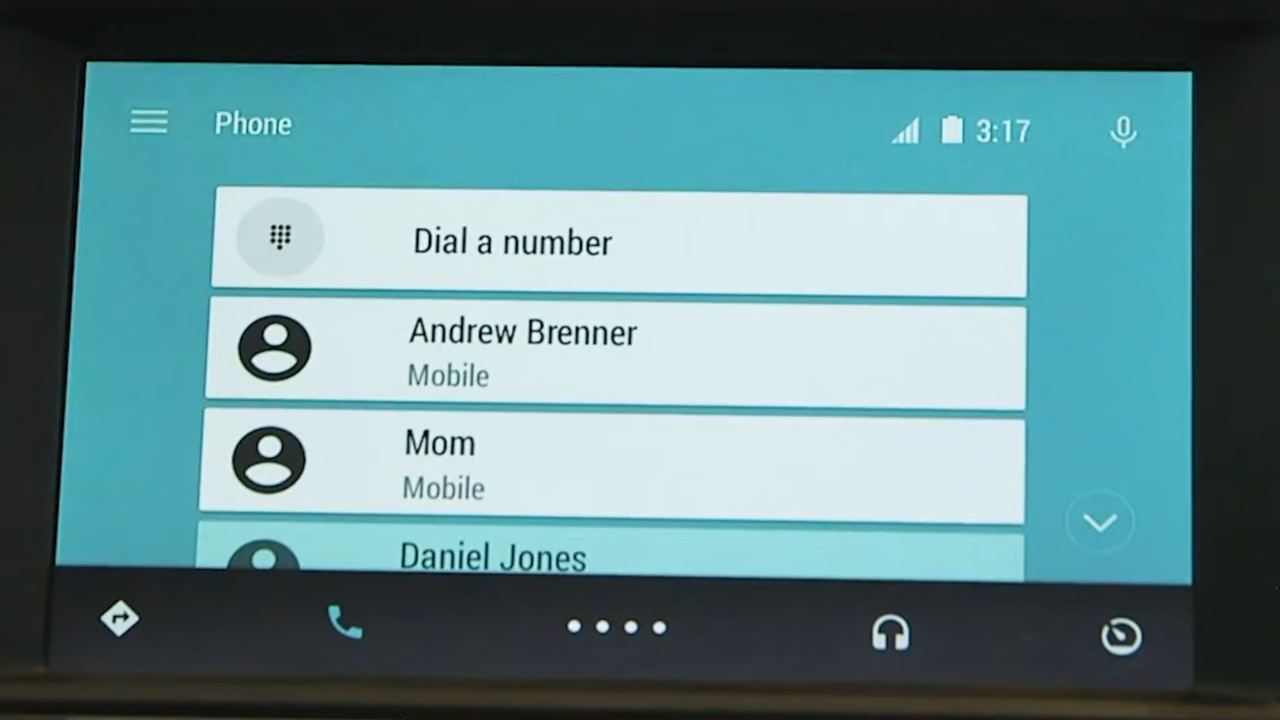 Phone
3:17
Dial a number
Andrew Brenner
Mobile
Mom
Mobile
Daniel Jones